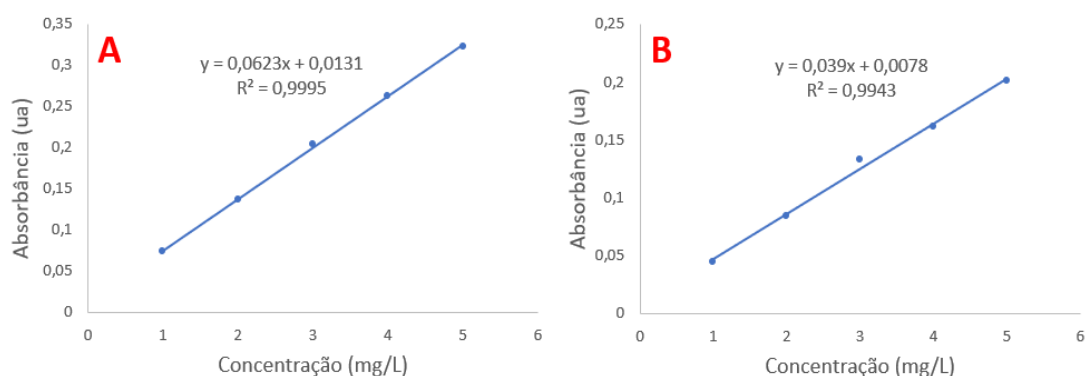 A
y = 0,0623x + 0,0131
R² = 0,9995
Absorbância (ua)
0,35
0,3
0,25
0,2
0,15
0,1
0,05
0
0 1 2 3 4 5 6
Concentração (mg/L)
B
y = 0,039x + 0,0078
R² = 0,9943
Absorbância (ua)
0,25
0,2
0,15
0,1
0,05
0
0 1 2 3 4 5 6
Concentração (mg/L)